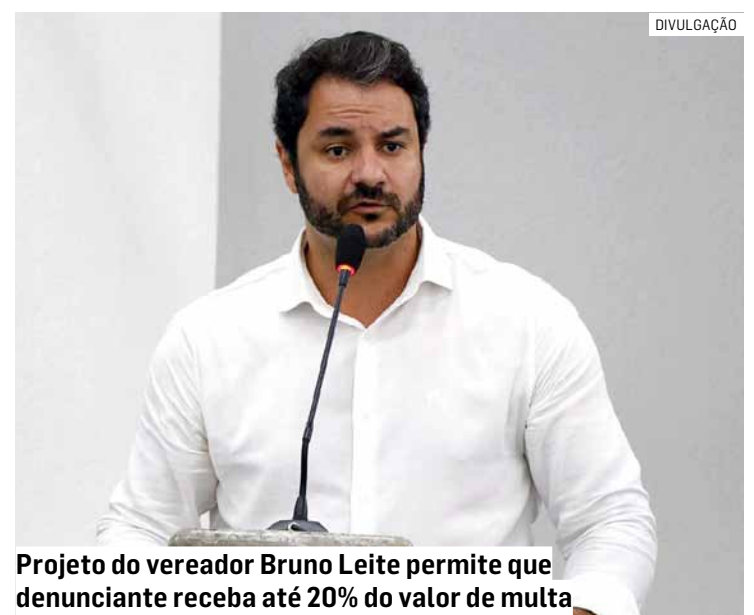 DIVULGAÇÃO
Projeto do vereador Bruno Leite permite que
denunciante receba até 20% do valor de multa